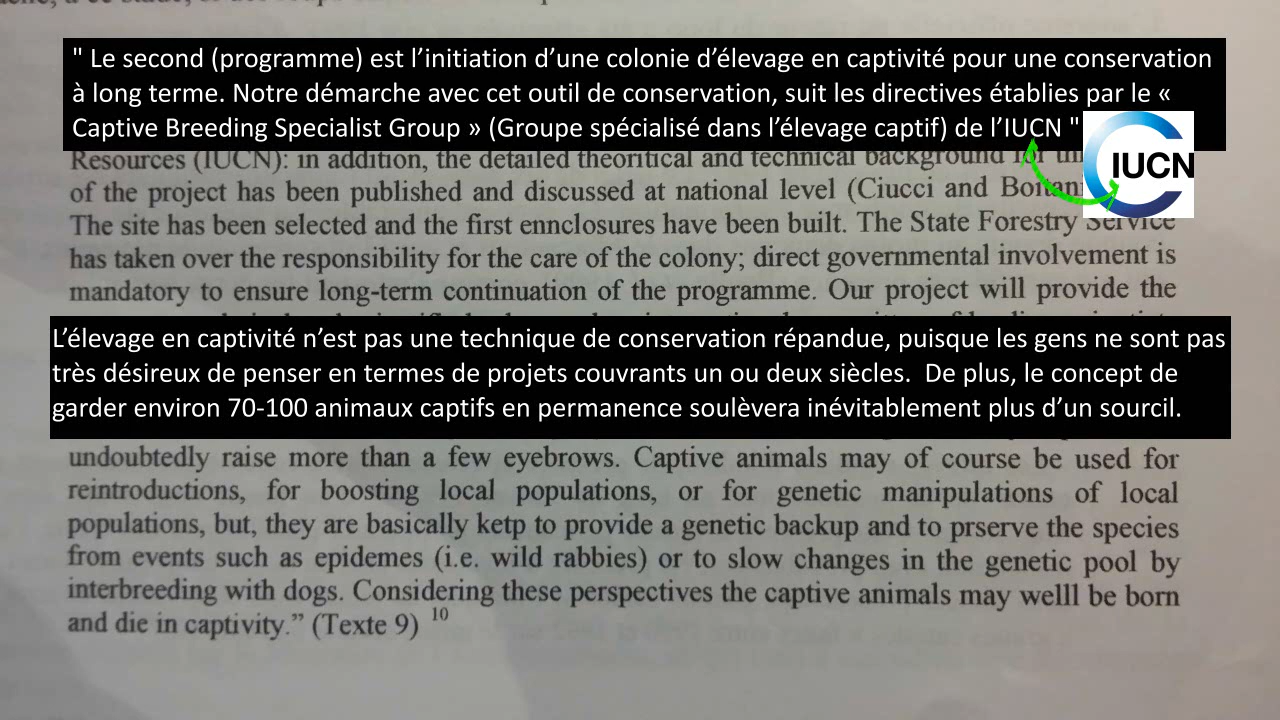 " Le second (programme) est l’initiation d’une colonie d’élevage en captivité pour une conservation
à long terme. Notre démarche avec cet outil de conservation, suit les directives établies par le «
Captive Breeding Specialist Group » (Groupe spécialisé dans l’élevage captif) de l’IUCN "
IUCN
Resources (IUCN): in addition, the detailed theoritical and technical background for
of the project has been published and discussed at national level (Ciucci and Boitani
The site has been selected and the first ennclosures have been built. The State Forestry Service
has taken over the responsibility for the care of the colony; direct governmental involvement is
mandatory to ensure long-term continuation of the programme. Our project will provide the
L’élevage en captivité n’est pas une technique de conservation répandue, puisque les gens ne sont pas
très désireux de penser en termes de projets couvrants un ou deux siècles. De plus, le concept de
garder environ 70-100 animaux captifs en permanence soulèvera inévitablement plus d’un sourcil.
undoubtedly raise more than a few eyebrows. Captive animals may of course be used for
reintroductions, for boosting local populations, or for genetic manipulations of local
populations, but, they are basically ketp to provide a genetic backup and to prserve the species
from events such as epidemes (i.e. wild rabbies) or to slow changes in the genetic pool by
interbreeding with dogs. Considering these perspectives the captive animals may welll be born
and die in captivity.” (Texte 9) 10